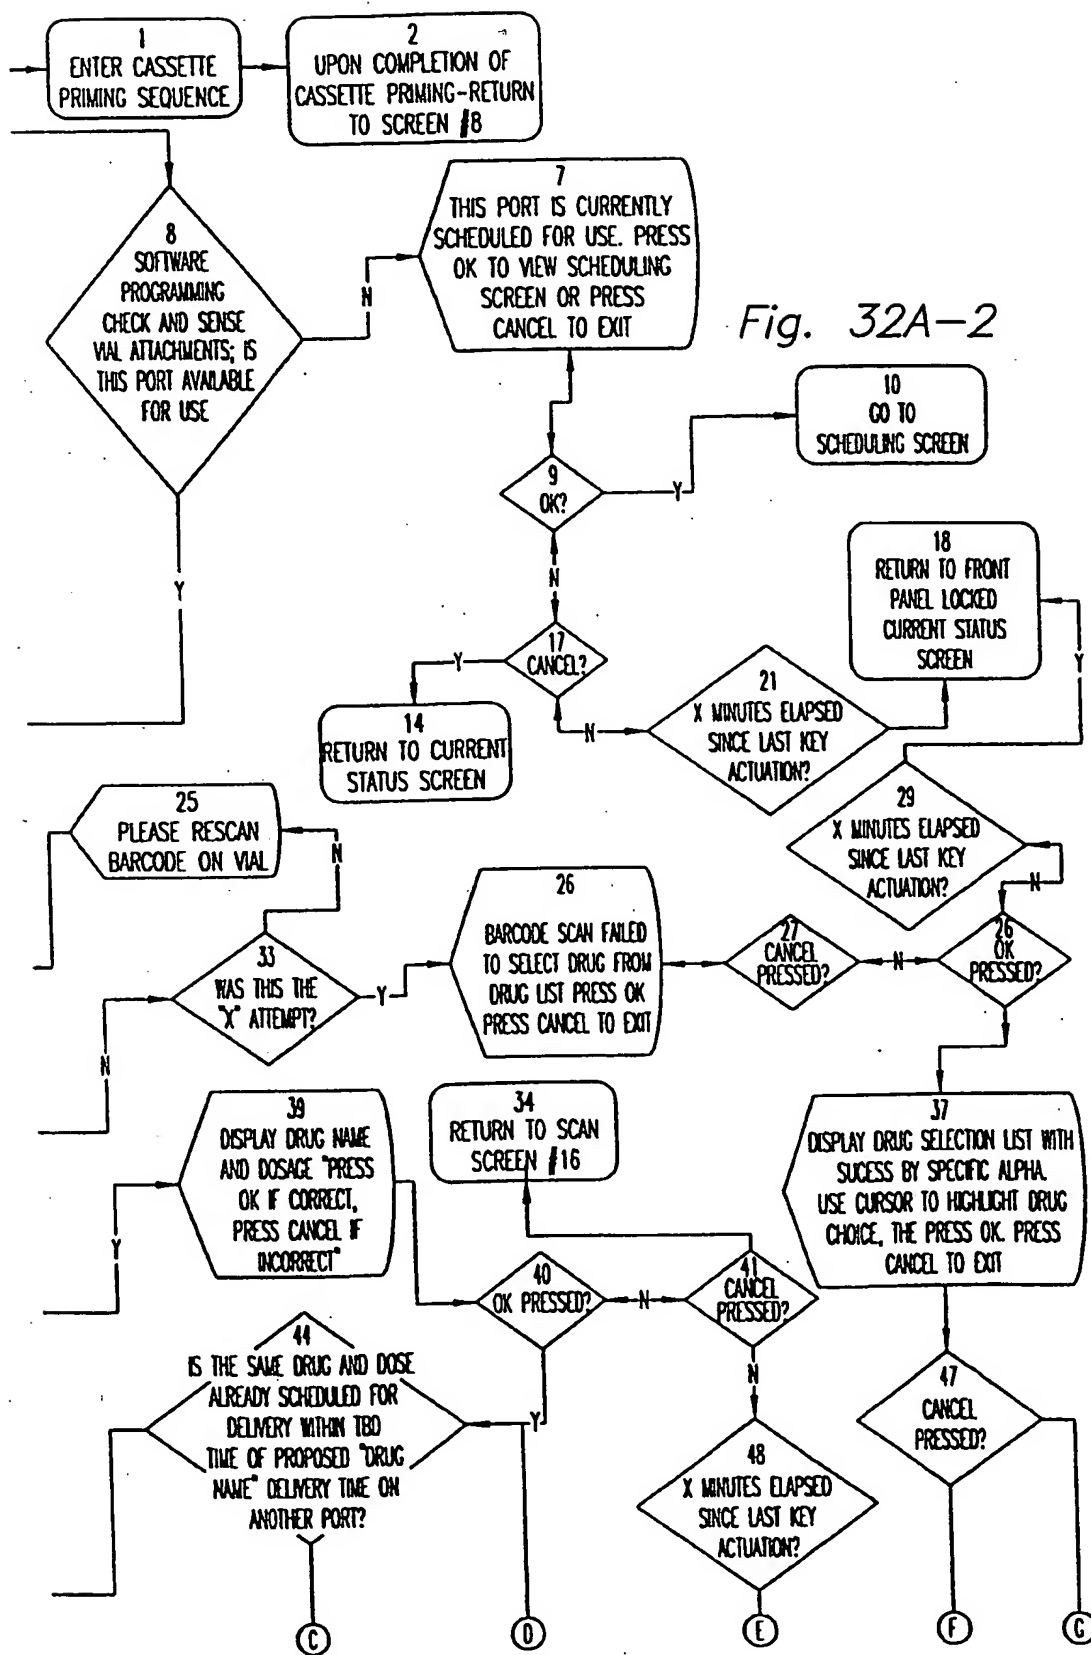 1
ENTER CASSETTE
PRIMING SEQUENCE
2
UPON COMPLETION OF
CASSETTE PRIMING-RETURN
TO SCREEN #8
7
THIS PORT IS CURRENTLY
SCHEDULED FOR USE. PRESS
OK TO VIEW SCHEDULING
SCREEN OR PRESS
CANCEL TO EXIT
8
SOFTWARE
PROGRAMMING
CHECK AND SENSE
VIAL ATTACHMENTS; IS
THIS PORT AVAILABLE
FOR USE
N
Fig. 32A-2
10
GO TO
SCHEDULING SCREEN
9
OK?
Y
N
Y
18
RETURN TO FRONT
PANEL LOCKED
CURRENT STATUS
SCREEN
17
CANCEL?
Y
Y
21
X MINUTES ELAPSED
SINCE LAST KEY
ACTUATION?
N
14
RETURN TO CURRENT
STATUS SCREEN
25
PLEASE RESCAN
BARCODE ON VIAL
N
29
X MINUTES ELAPSED
SINCE LAST KEY
ACTUATION?
N
26
BARCODE SCAN FAILED
TO SELECT DRUG FROM
DRUG LIST PRESS OK
PRESS CANCEL TO EXIT
27
CANCEL
PRESSED?
N
26
OK
PRESSED?
33
WAS THIS THE
"X" ATTEMPT?
Y
N
39
DISPLAY DRUG NAME
AND DOSAGE "PRESS
OK IF CORRECT,
PRESS CANCEL IF
INCORRECT"
Y
34
RETURN TO SCAN
SCREEN #16
37
DISPLAY DRUG SELECTION LIST WITH
SUCESS BY SPECIFIC ALPHA.
USE CURSOR TO HIGHLIGHT DRUG
CHOICE, THE PRESS OK. PRESS
CANCEL TO EXIT
40
OK PRESSED?
N
41
CANCEL
PRESSED?
44
IS THE SAME DRUG AND DOSE
ALREADY SCHEDULED FOR
DELIVERY WITHIN TBD
TIME OF PROPOSED "DRUG
NAME" DELIVERY TIME ON
ANOTHER PORT?
Y
N
47
CANCEL
PRESSED?
48
X MINUTES ELAPSED
SINCE LAST KEY
ACTUATION?
C
D
E
F
G